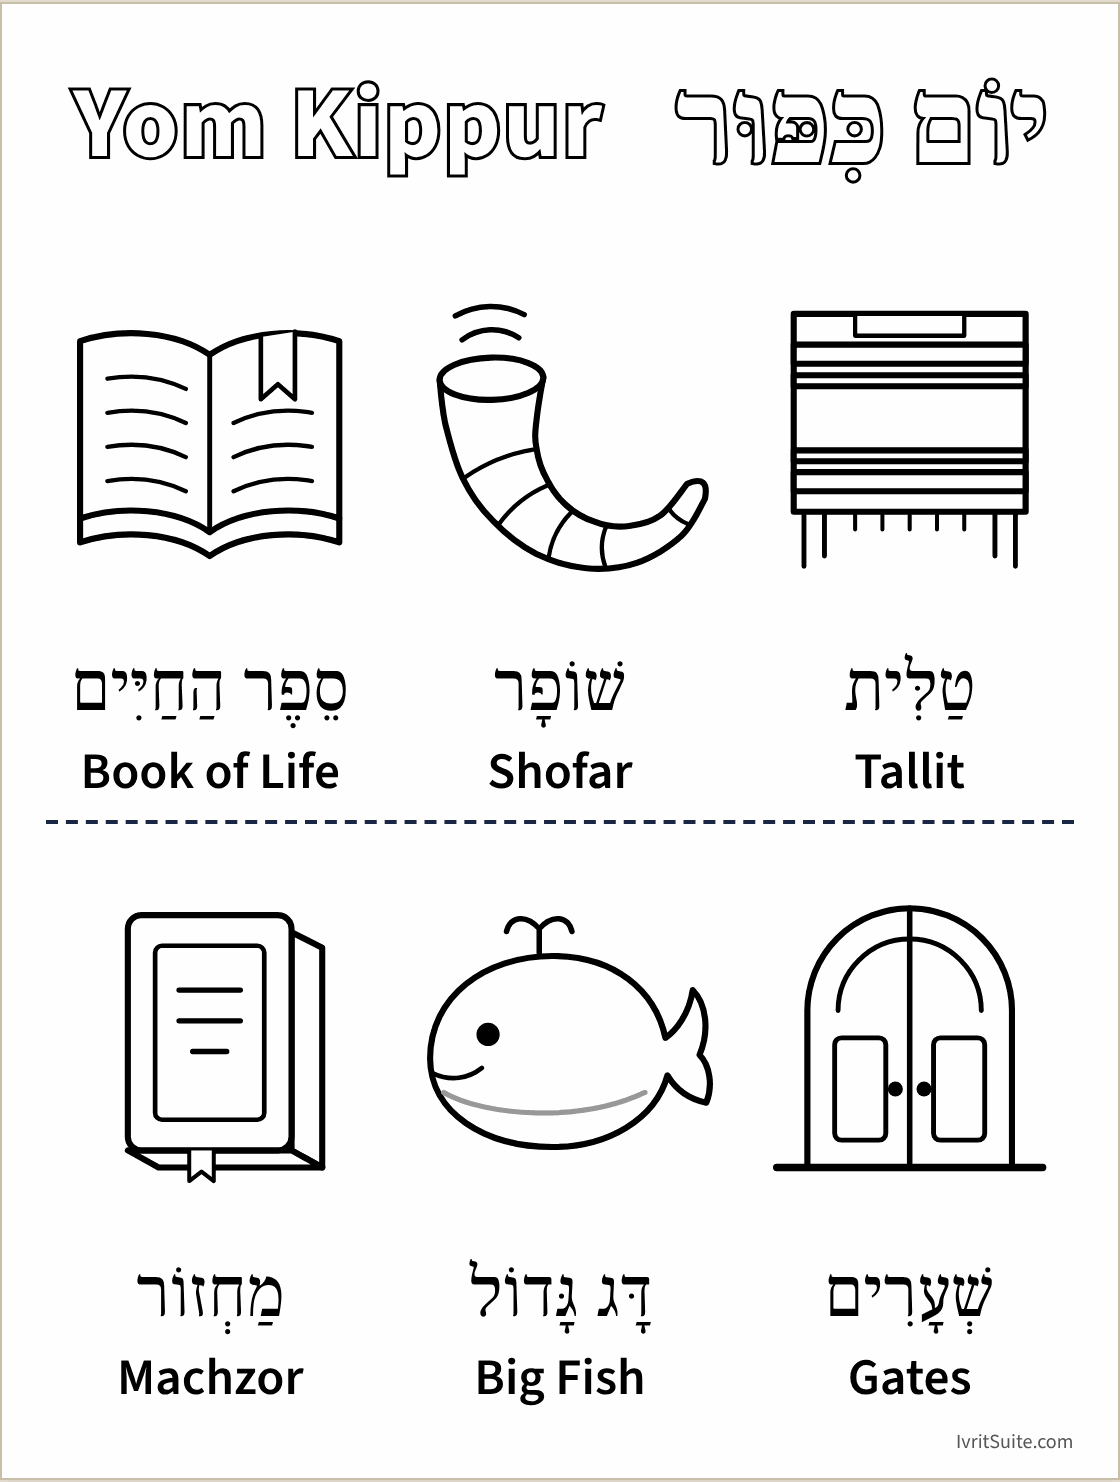 Yom Kippur יוֹם כִּפּוּר
סֵפֶר הַחַיִּים שׁוֹפָר טַלִּית
Book of Life Shofar Tallit
מַחְזוֹר דָּג גָּדוֹל שְׁעָרִים
Machzor Big Fish Gates
IvritSuite.com